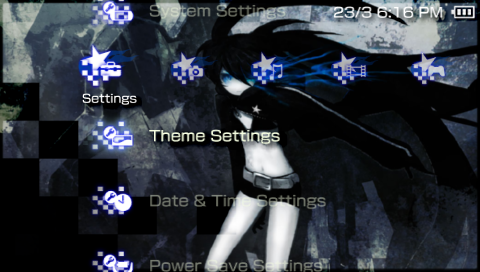 System Settings
23/3 6:16 PM
Settings
Theme Settings
Date & Time Settings
Power Save Settings